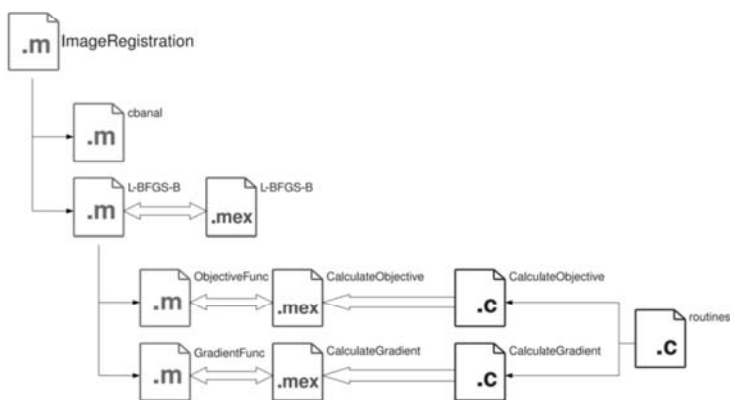 .m ImageRegistration
.m cbanal
.m L-BFGS-B .mex L-BFGS-B
.m ObjectiveFunc .mex CalculateObjective .c CalculateObjective
.c routines
.m GradientFunc .mex CalculateGradient .c CalculateGradient